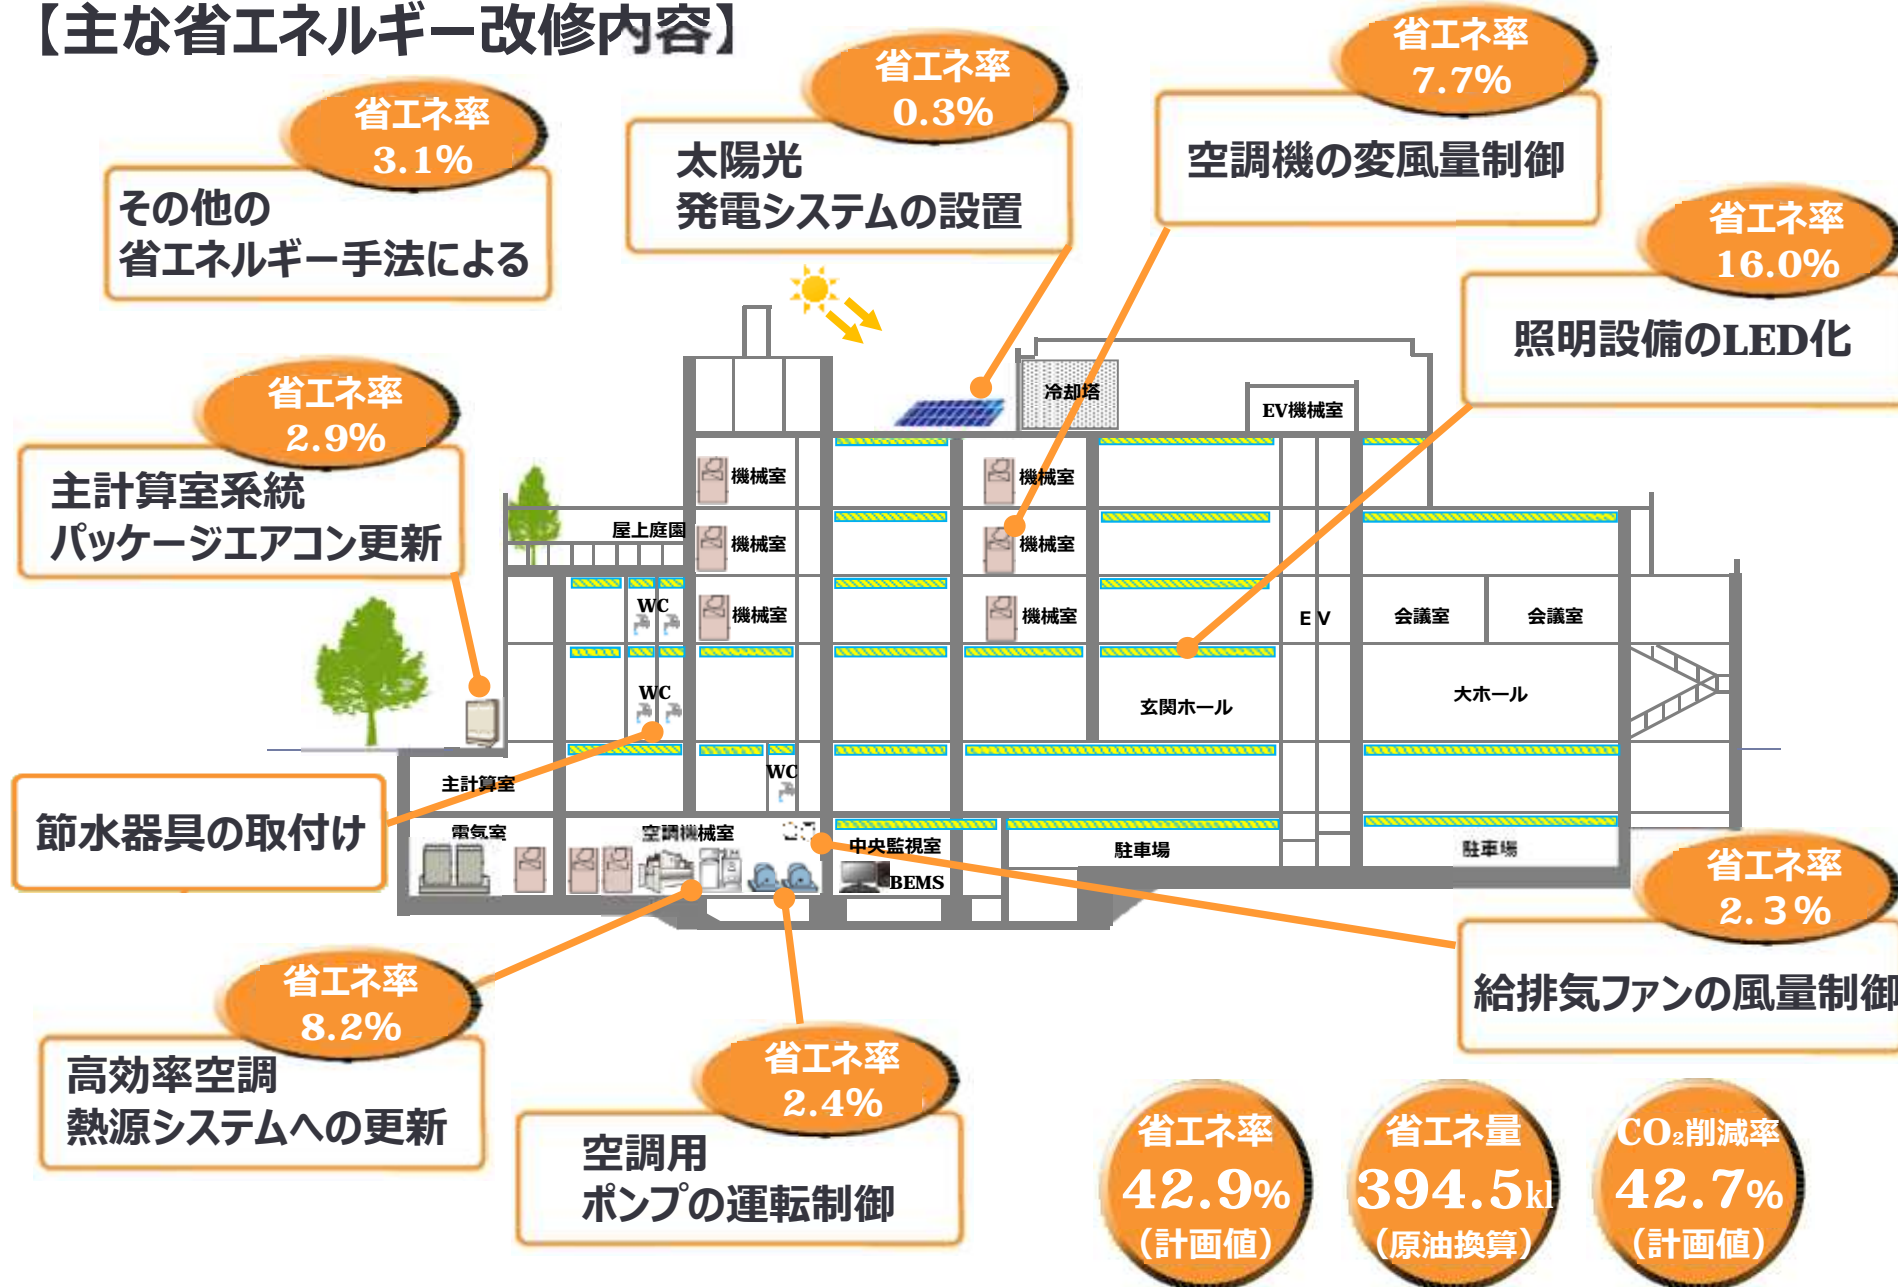 【主な省エネルギー改修内容】
省エネ率
3.1%
その他の
省エネルギー手法による
省エネ率
0.3%
太陽光
発電システムの設置
省エネ率
7.7%
空調機の変風量制御
省エネ率
16.0%
照明設備のLED化
省エネ率
2.9%
主計算室系統
パッケージエアコン更新
冷却塔
EV機械室
機械室
機械室
屋上庭園
機械室
機械室
WC
機械室
機械室
EV
会議室
会議室
WC
玄関ホール
大ホール
主計算室
WC
節水器具の取付け
電気室
空調機械室
中央監視室
BEMS
駐車場
駐車場
省エネ率
2.3%
給排気ファンの風量制御
省エネ率
8.2%
高効率空調
熱源システムへの更新
省エネ率
2.4%
空調用
ポンプの運転制御
省エネ率
42.9%
(計画値)
省エネ量
394.5kl
(原油換算)
CO₂削減率
42.7%
(計画値)